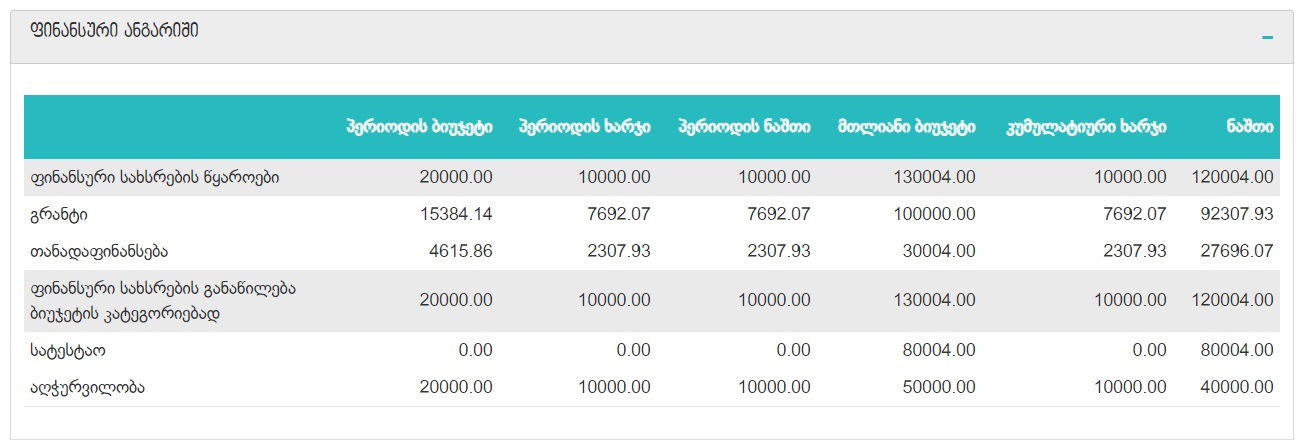 ფინანსური ანგარიში
პერიოდის ბიუჯეტი პერიოდის ხარჯი პერიოდის ნაშთი მთლიანი ბიუჯეტი კუმულატიური ხარჯი ნაშთი
ფინანსური სახსრების წყაროები 20000.00 10000.00 10000.00 130004.00 10000.00 120004.00
გრანტი 15384.14 7692.07 7692.07 100000.00 7692.07 92307.93
თანადაფინანსება 4615.86 2307.93 2307.93 30004.00 2307.93 27696.07
ფინანსური სახსრების განაწილება
ბიუჯეტის კატეგორიებად 20000.00 10000.00 10000.00 130004.00 10000.00 120004.00
სატესტაო 0.00 0.00 0.00 80004.00 0.00 80004.00
აღჭურვილობა 20000.00 10000.00 10000.00 50000.00 10000.00 40000.00